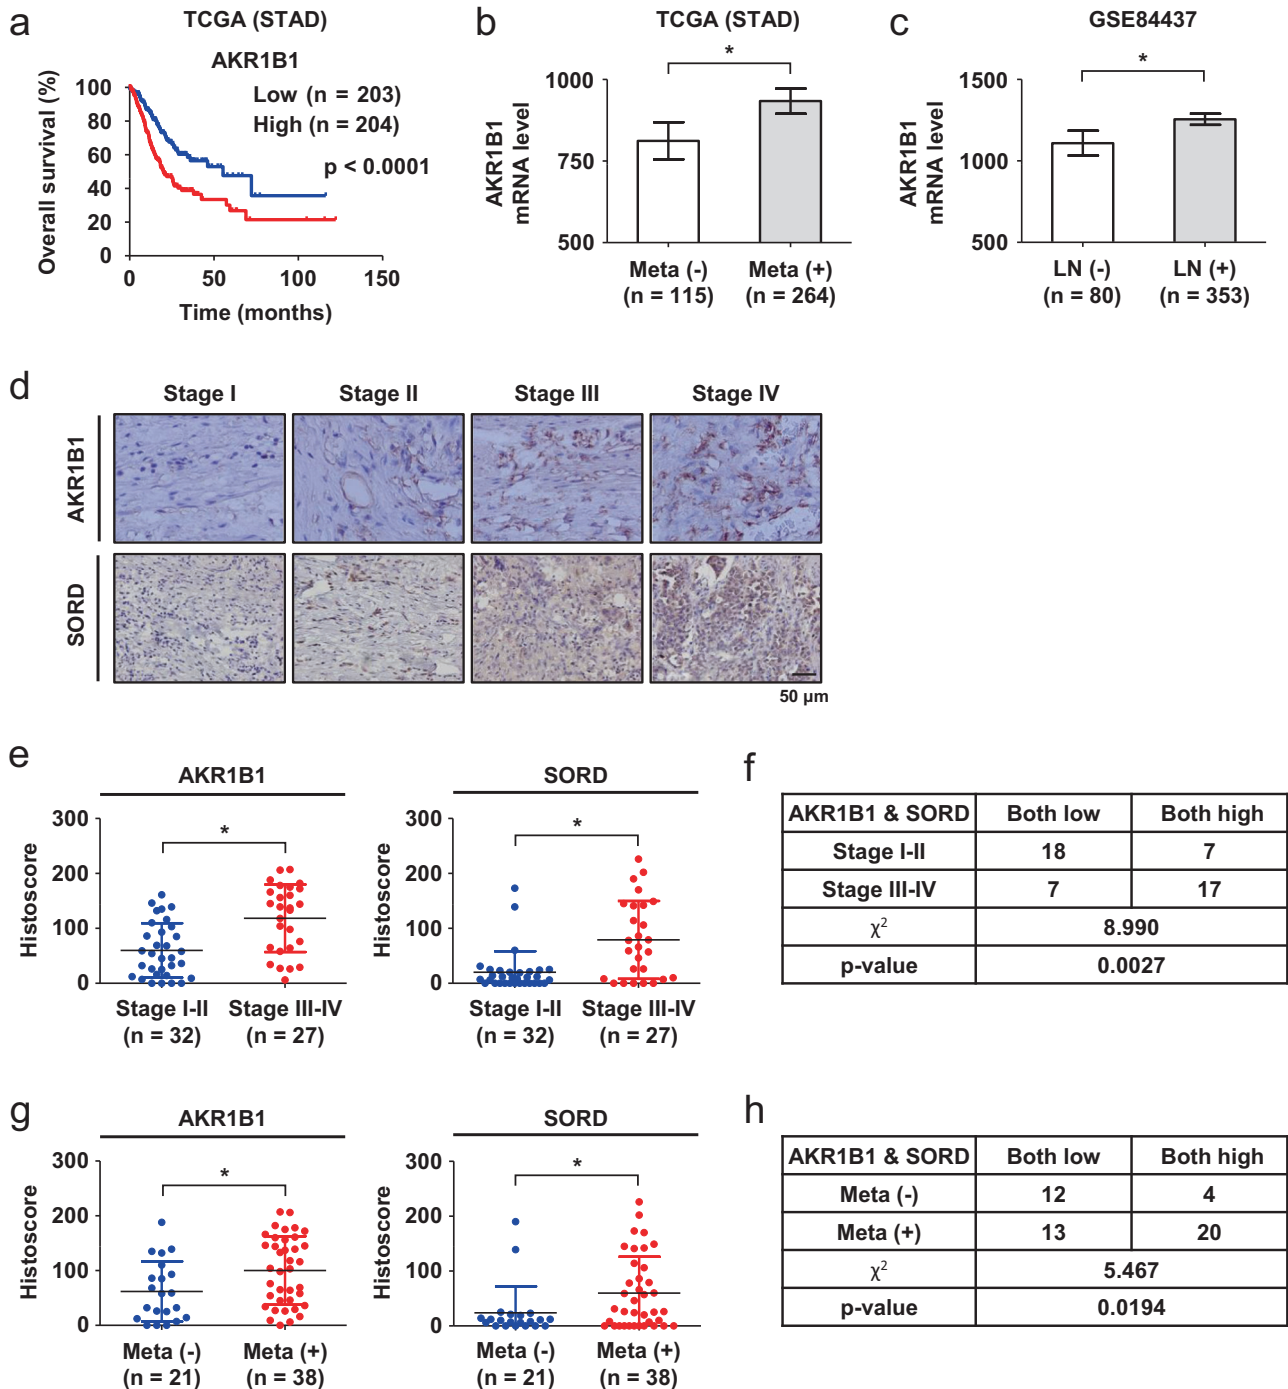 a
TCGA (STAD)
AKR1B1
Low (n = 203)
High (n = 204)
p < 0.0001
Overall survival (%)
100
80
60
40
20
0
0
50
100
150
Time (months)
b
TCGA (STAD)
*
AKR1B1
mRNA level
1000
750
500
Meta (-)
(n = 115)
Meta (+)
(n = 264)
c
GSE84437
*
AKR1B1
mRNA level
1500
1000
500
LN (-)
(n = 80)
LN (+)
(n = 353)
d
Stage I
Stage II
Stage III
Stage IV
AKR1B1
SORD
50 µm
e
AKR1B1
*
Histoscore
300
200
100
0
Stage I-II
(n = 32)
Stage III-IV
(n = 27)
SORD
*
Histoscore
300
200
100
0
Stage I-II
(n = 32)
Stage III-IV
(n = 27)
f
AKR1B1 & SORD Both low Both high
Stage I-II 18 7
Stage III-IV 7 17
χ² 8.990
p-value 0.0027
g
AKR1B1
*
Histoscore
300
200
100
0
Meta (-)
(n = 21)
Meta (+)
(n = 38)
SORD
*
Histoscore
300
200
100
0
Meta (-)
(n = 21)
Meta (+)
(n = 38)
h
AKR1B1 & SORD Both low Both high
Meta (-) 12 4
Meta (+) 13 20
χ² 5.467
p-value 0.0194